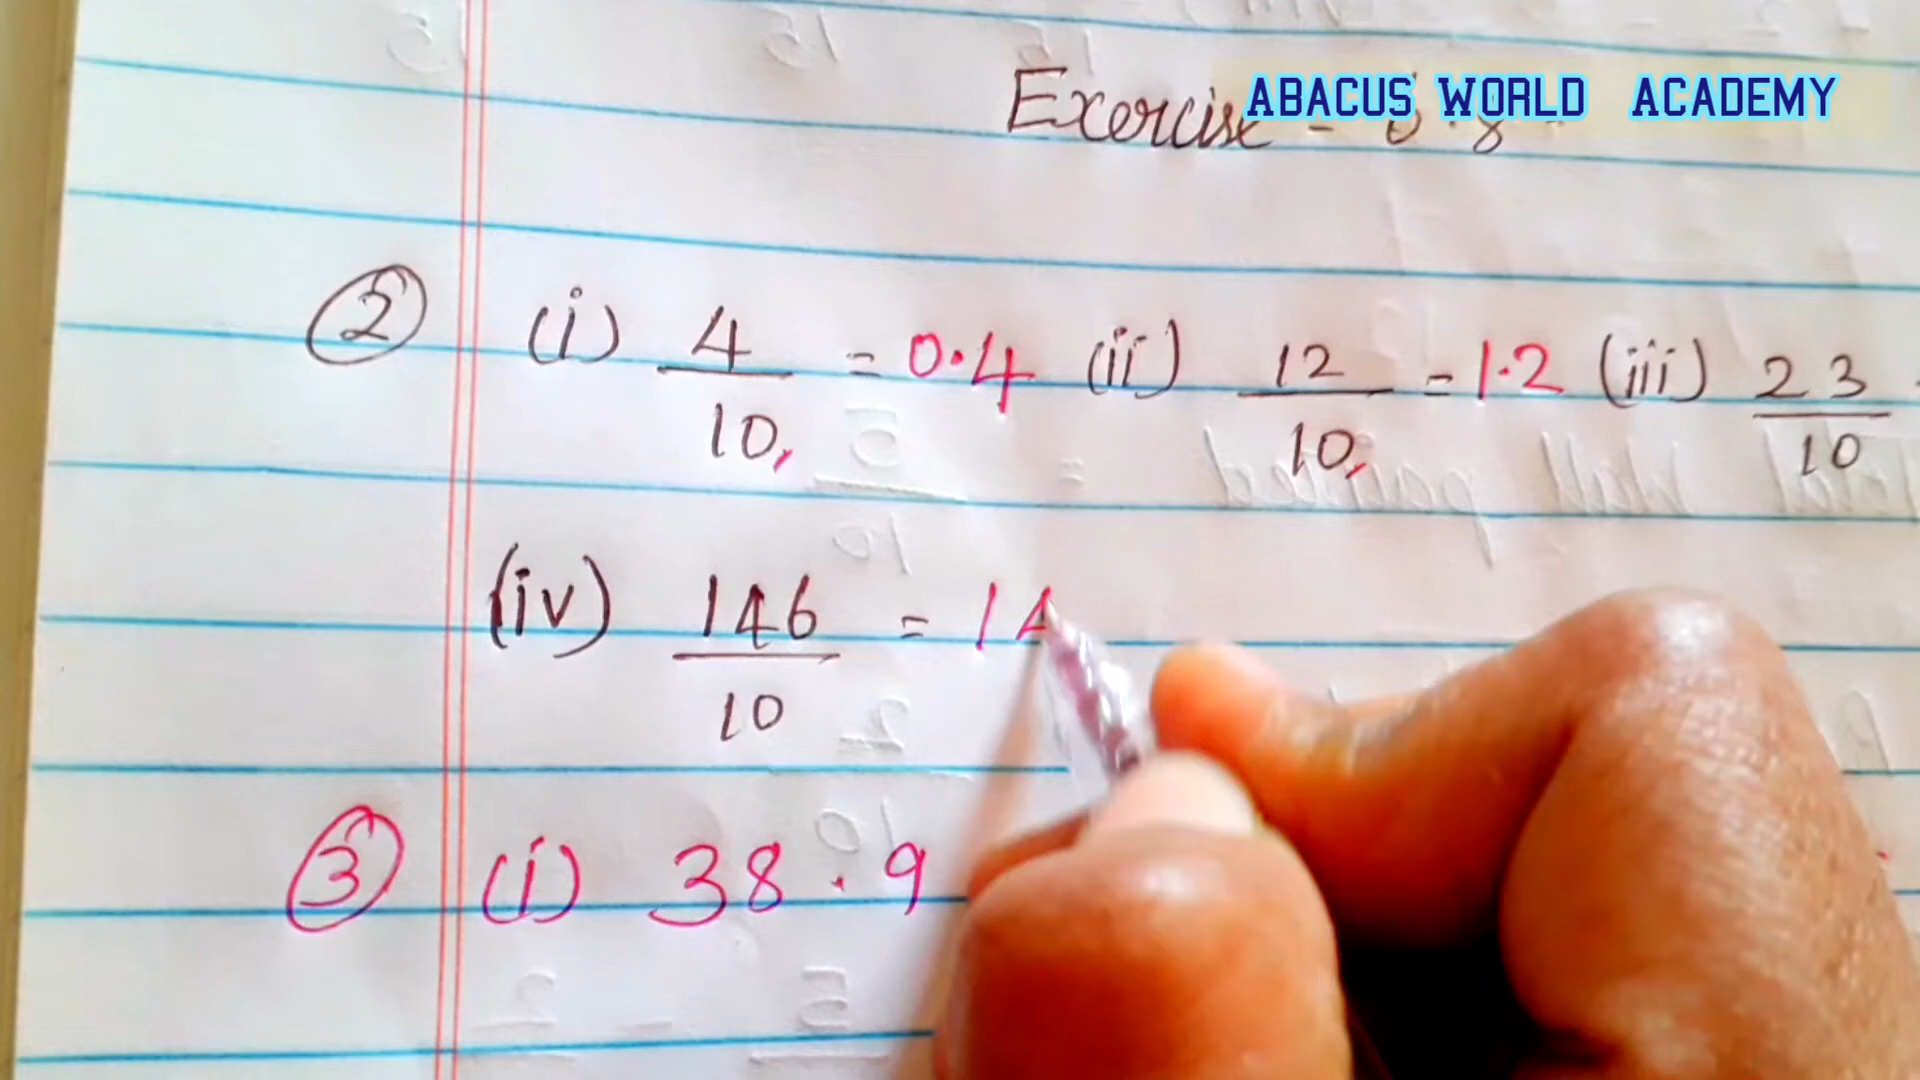 Exercise - 8
ABACUS WORLD ACADEMY
② (i) 4/10, = 0.4 (ii) 12/10, = 1.2 (iii) 23/10
(iv) 146/10 = 14
③ (i) 38.9